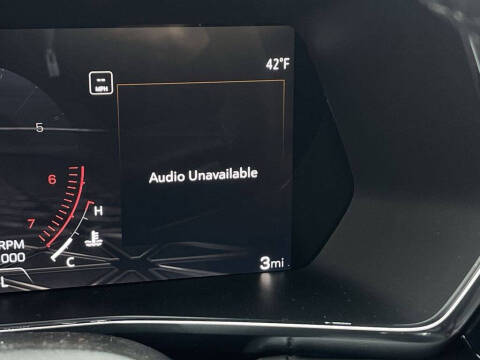 42°F
--
MPH
5
Audio Unavailable
6
H
7
RPM
000
C
L
3mi